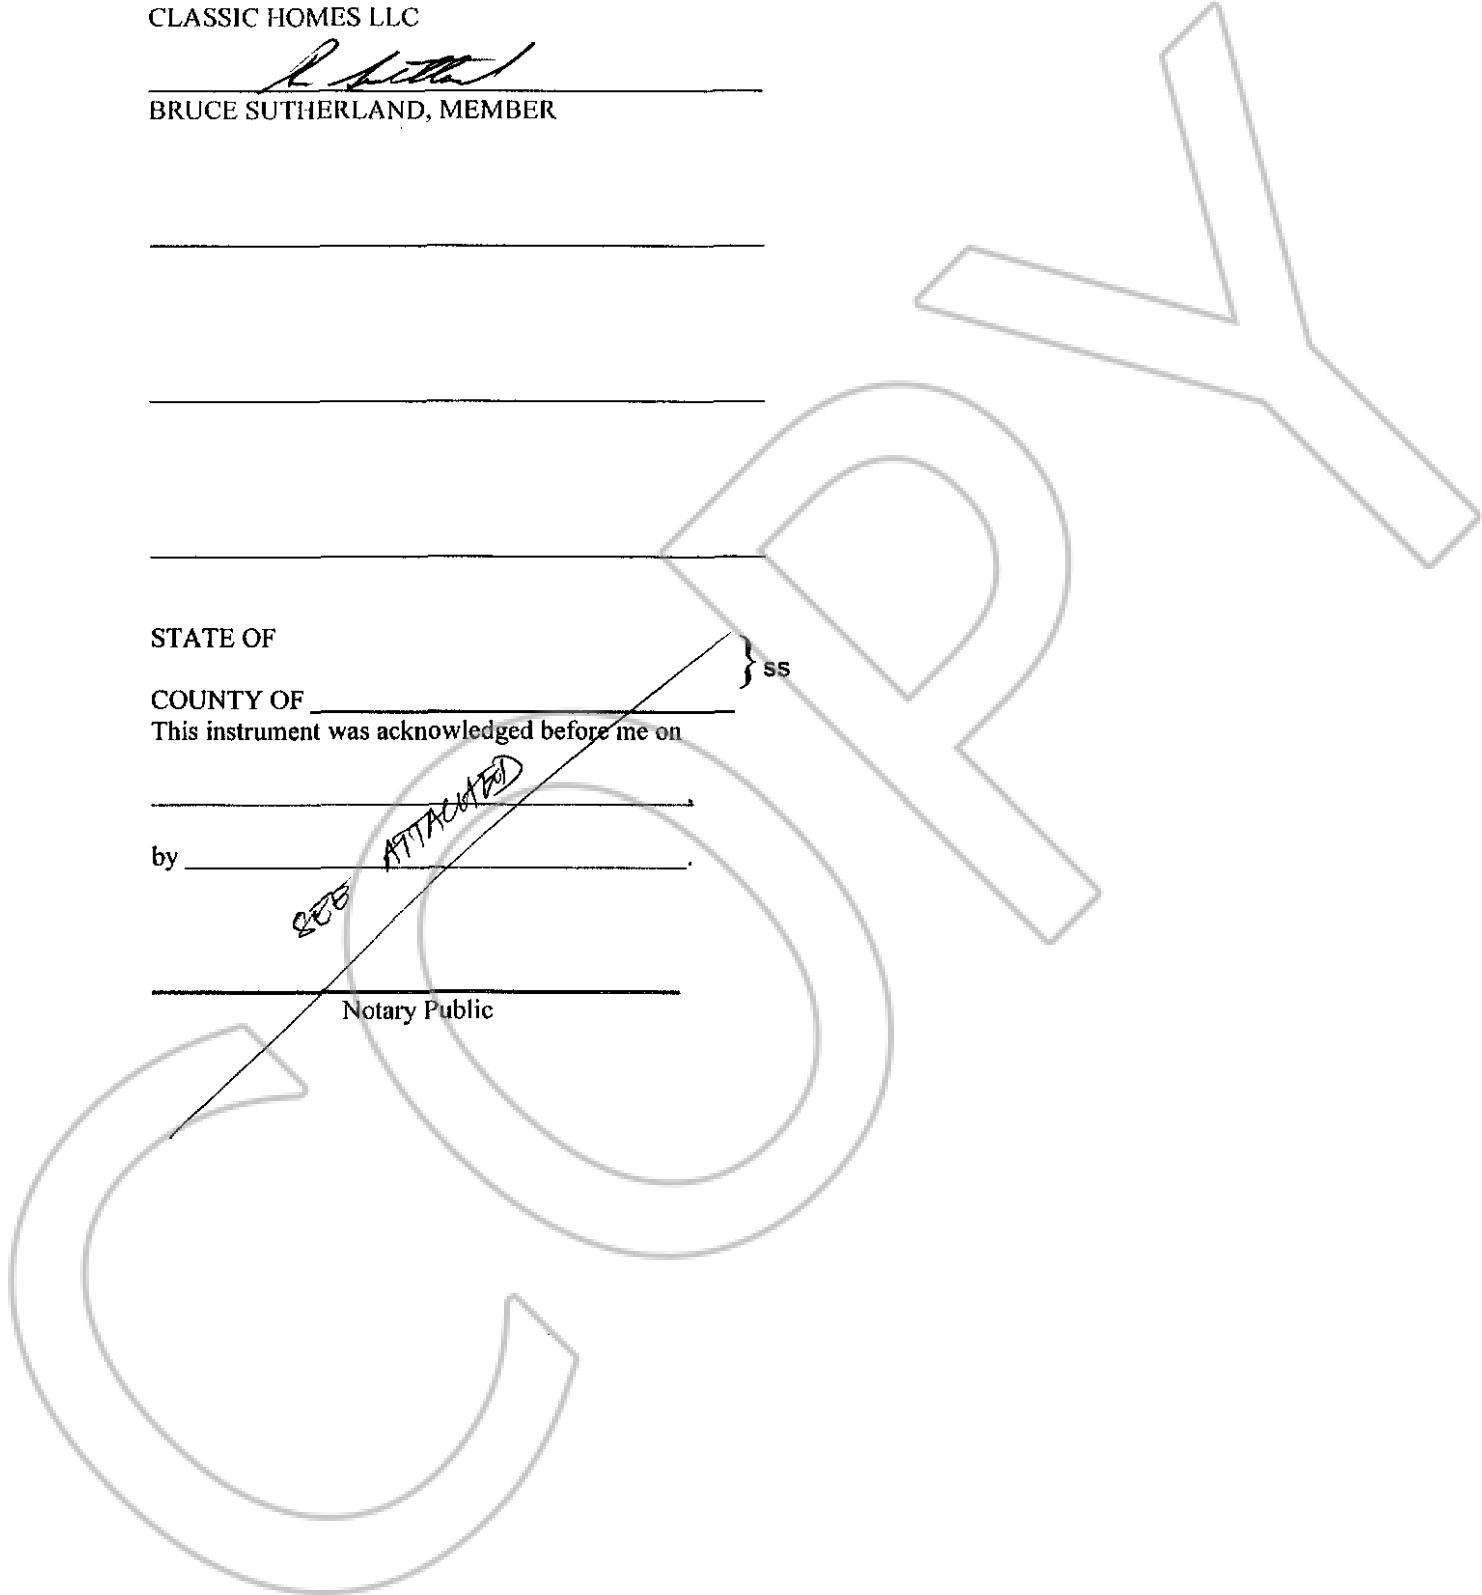 CLASSIC HOMES LLC
BRUCE SUTHERLAND, MEMBER
STATE OF
} ss
COUNTY OF
This instrument was acknowledged before me on
by
SEE ATTACHED
Notary Public
COPY